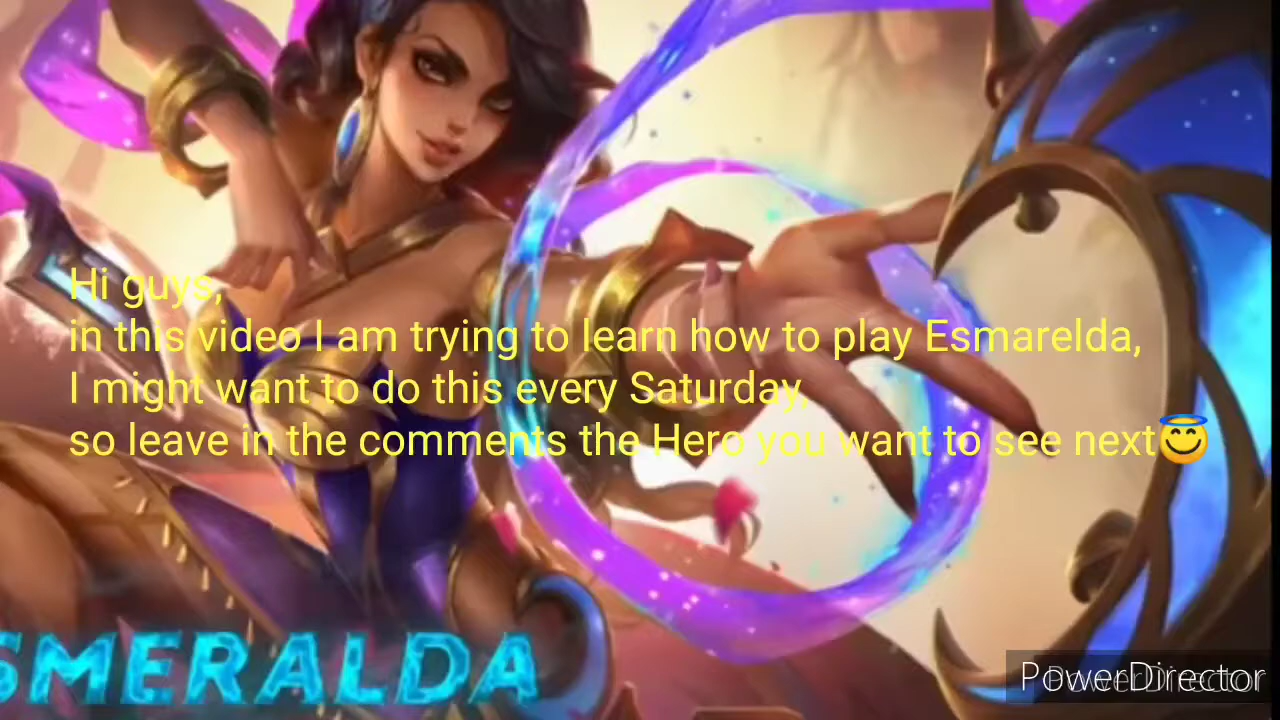 Hi guys,
in this video I am trying to learn how to play Esmarelda,
I might want to do this every Saturday,
so leave in the comments the Hero you want to see next😇
SMERALDA
PowerDirector